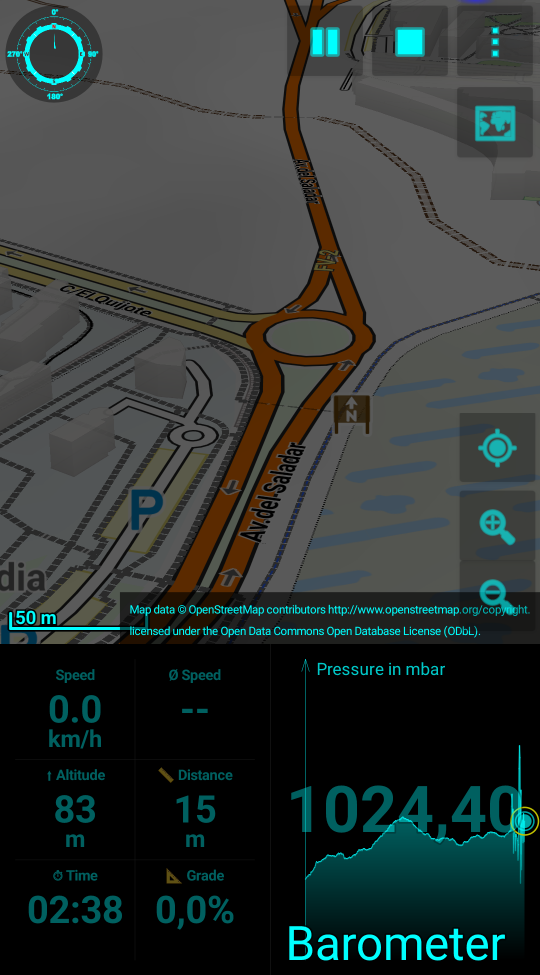 0°
270°
90°
180°
Av.del Saladar
C/El Quijote
N
Av.del Saladar
P
dia
50 m
Map data © OpenStreetMap contributors http://www.openstreetmap.org/copyright.
licensed under the Open Data Commons Open Database License (ODbL).
Speed
Ø Speed
0.0
--
km/h
Altitude
Distance
83
15
m
m
Time
Grade
02:38
0,0%
Pressure in mbar
1024,40
Barometer